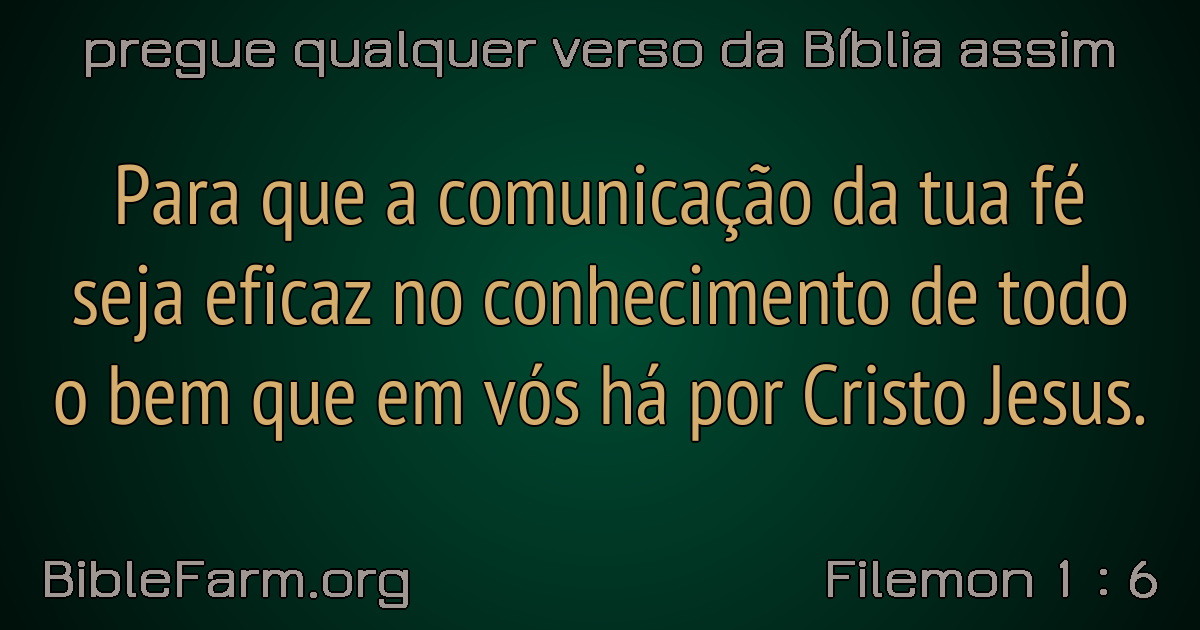 pregue qualquer verso da Bíblia assim
Para que a comunicação da tua fé
seja eficaz no conhecimento de todo
o bem que em vós há por Cristo Jesus.
BibleFarm.org
Filemon 1 : 6